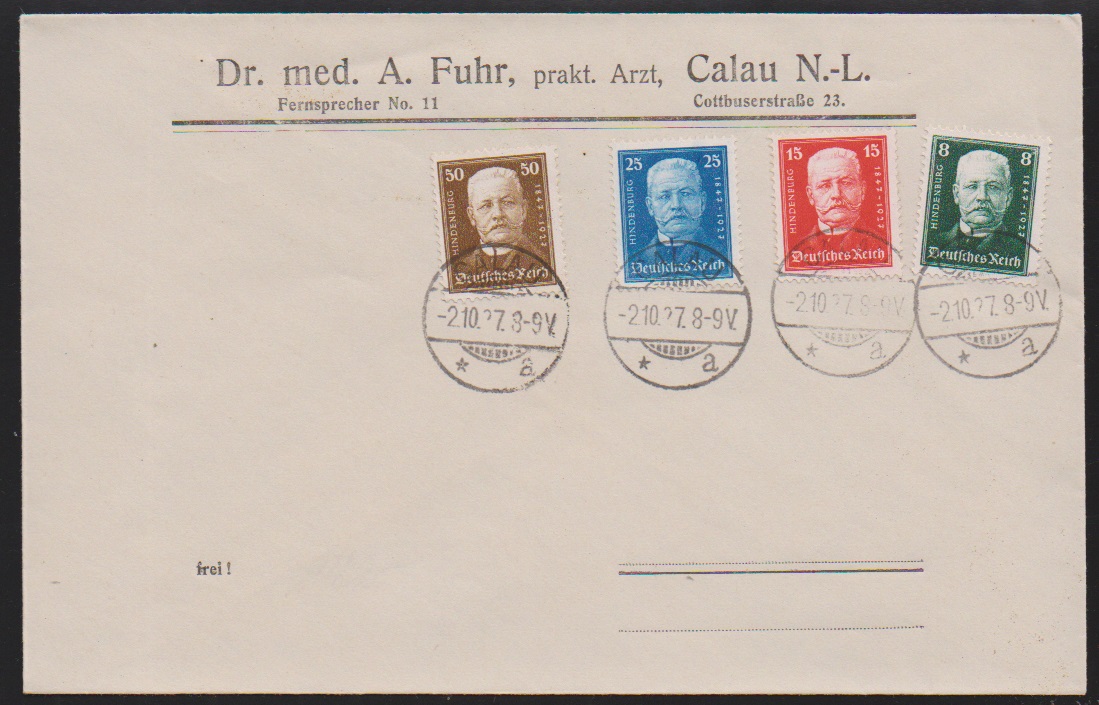 Dr. med. A. Fuhr, prakt. Arzt, Calau N.-L.
Fernsprecher No. 11 Cottbuserstraße 23.
50 50
HINDENBURG
1847-1927
Deutsches Reich
25 25
HINDENBURG
1847-1927
Deutsches Reich
15 15
HINDENBURG
1847-1927
Deutsches Reich
8 8
HINDENBURG
1847-1927
Deutsches Reich
-2.10.27. 8-9V.
* a
-2.10.27. 8-9V.
* a
-2.10.27. 8-9V.
* a
-2.10.27. 8-9V.
* a
frei!